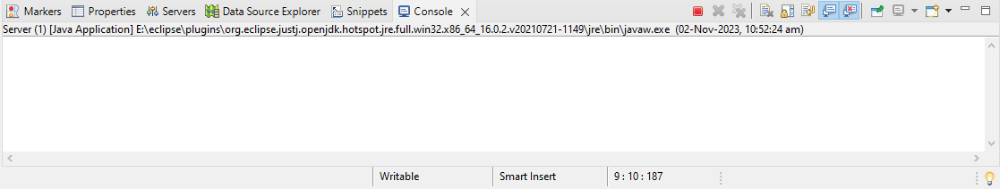 Markers Properties Servers Data Source Explorer Snippets Console
Server (1) [Java Application] E:\eclipse\plugins\org.eclipse.justj.openjdk.hotspot.jre.full.win32.x86_64_16.0.2.v20210721-1149\jre\bin\javaw.exe (02-Nov-2023, 10:52:24 am)
Writable Smart Insert 9 : 10 : 187